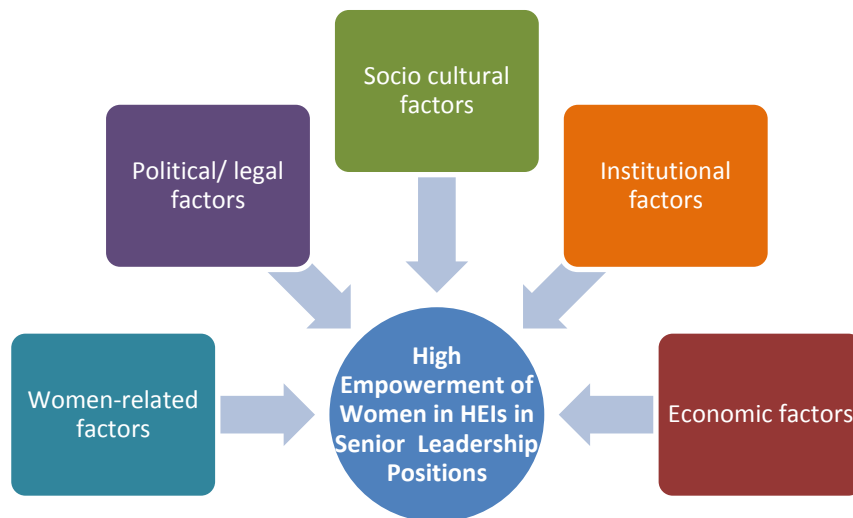 Socio cultural
factors
Political/ legal
factors
Institutional
factors
Women-related
factors
High
Empowerment of
Women in HEIs in
Senior Leadership
Positions
Economic factors